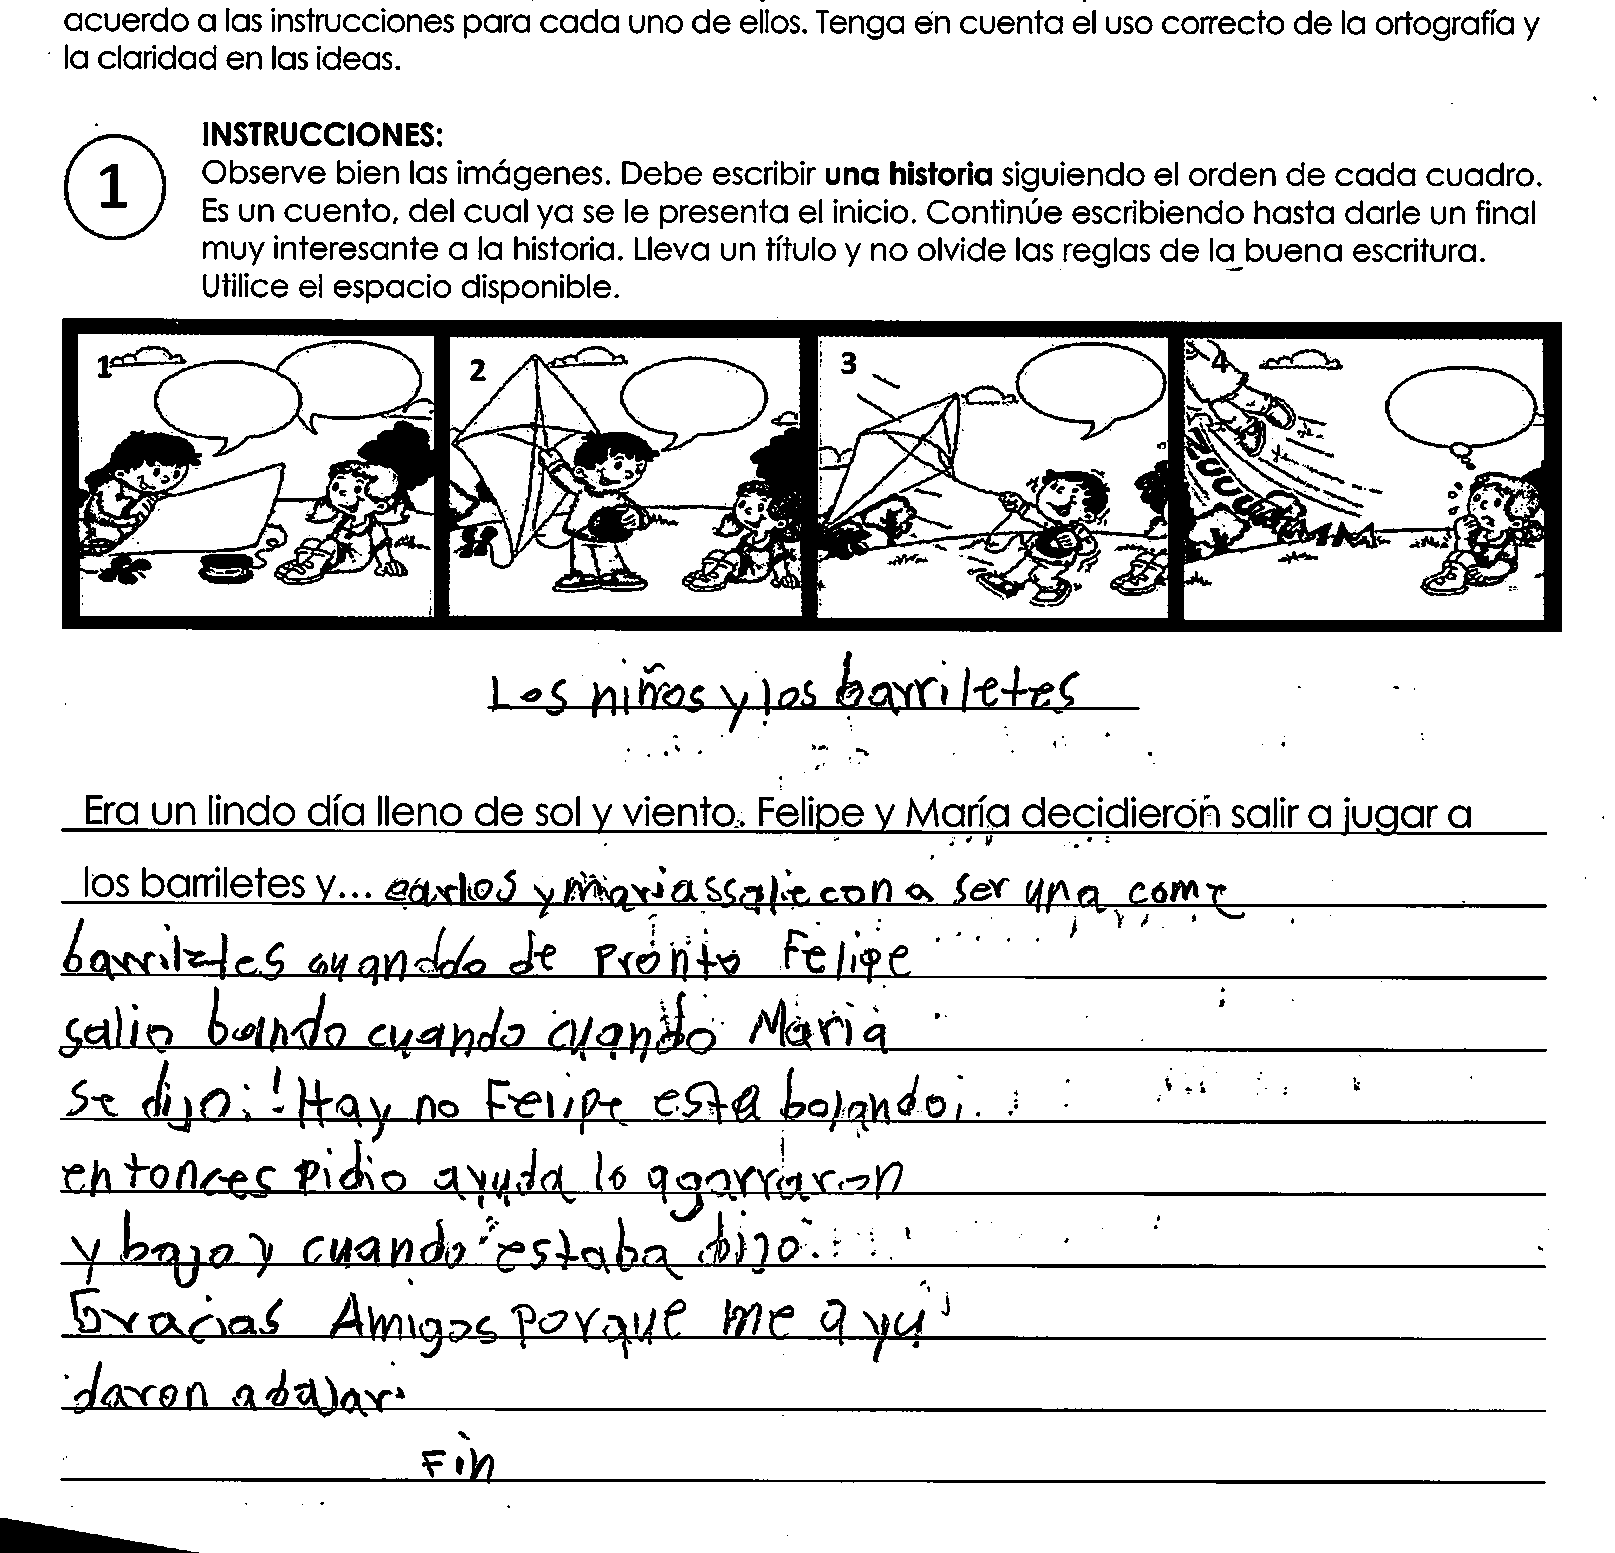 acuerdo a las instrucciones para cada uno de ellos. Tenga en cuenta el uso correcto de la ortografía y
la claridad en las ideas.
1
INSTRUCCIONES:
Observe bien las imágenes. Debe escribir una historia siguiendo el orden de cada cuadro.
Es un cuento, del cual ya se le presenta el inicio. Continúe escribiendo hasta darle un final
muy interesante a la historia. Lleva un título y no olvide las reglas de la buena escritura.
Utilice el espacio disponible.
1 2 3 4
Los niños y los barriletes
Era un lindo día lleno de sol y viento. Felipe y María decidieron salir a jugar a
los barriletes y... carlos y maria a ser una
barriletes de pronto Felipe
salio bolando cuando cuando Maria
se dijo: ! Hay no Felipe esta bolando¡.
entonces pidio ayuda lo agarraron
y bajo y cuando estaba dijo.
Gracias Amigos porque me ayu
daron abajar.
Fin